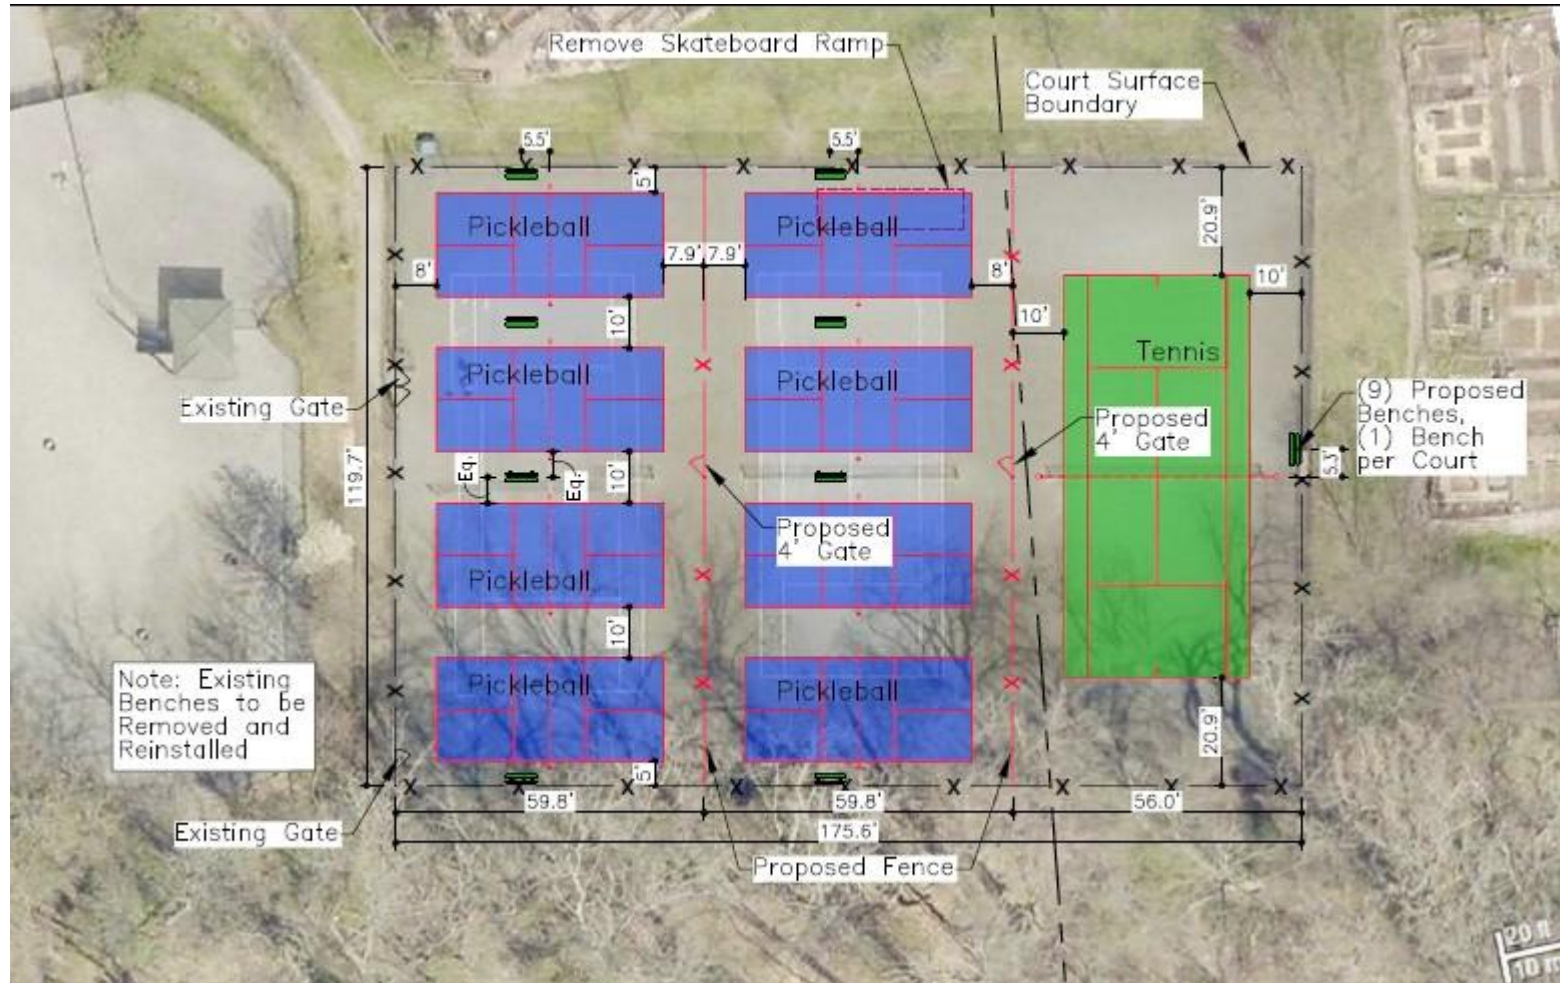 Remove Skateboard Ramp
Court Surface
Boundary
5.5'
5.5'
5'
Pickleball
Pickleball
20.9'
7.9'
7.9'
8'
8'
10'
10'
10'
Tennis
Pickleball
Pickleball
Existing Gate
(9) Proposed
Benches,
(1) Bench
per Court
Proposed
4' Gate
119.7'
Eq.
Eq.
10'
Proposed
4' Gate
Pickleball
10'
Note: Existing
Benches to be
Removed and
Reinstalled
Pickleball
Pickleball
20.9'
5'
59.8'
59.8'
56.0'
Existing Gate
175.6'
Proposed Fence
20 ft
10 m